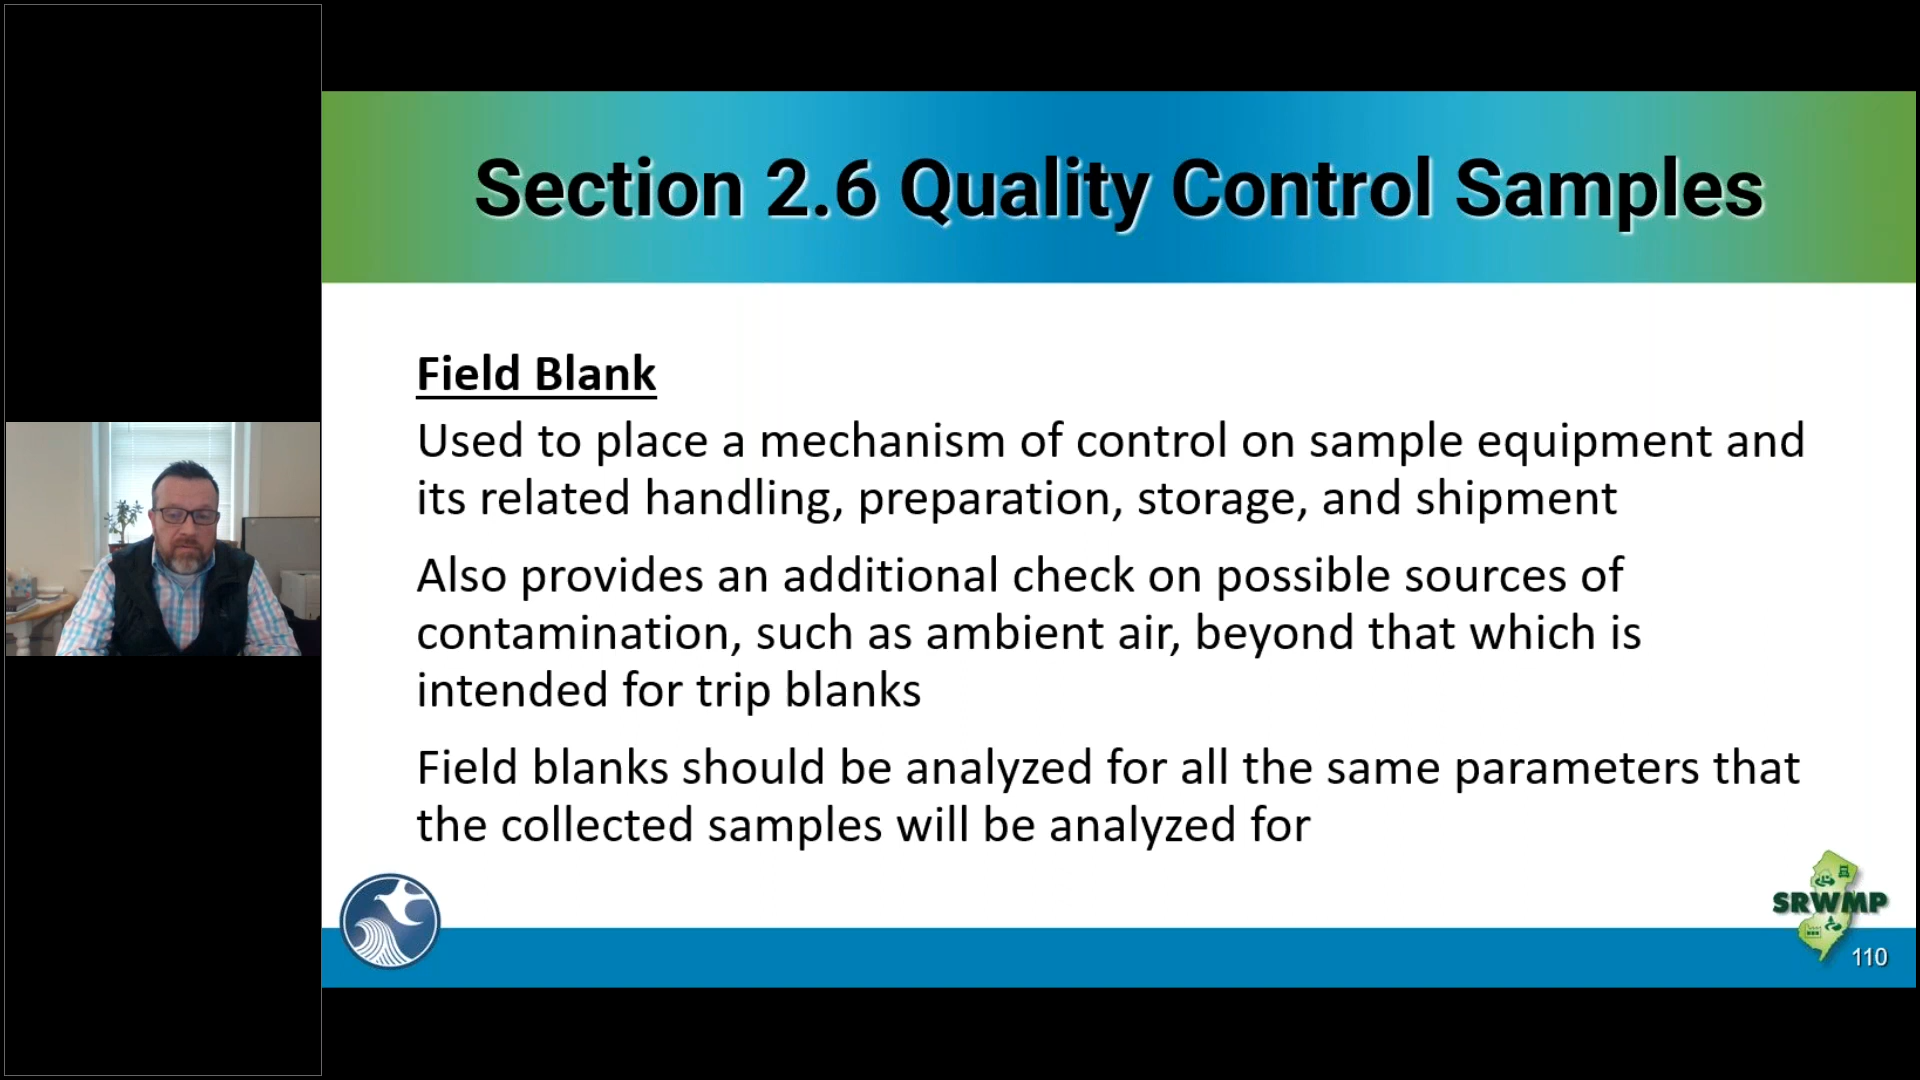 Section 2.6 Quality Control Samples
Field Blank
Used to place a mechanism of control on sample equipment and
its related handling, preparation, storage, and shipment
Also provides an additional check on possible sources of
contamination, such as ambient air, beyond that which is
intended for trip blanks
Field blanks should be analyzed for all the same parameters that
the collected samples will be analyzed for
SRWMP
110